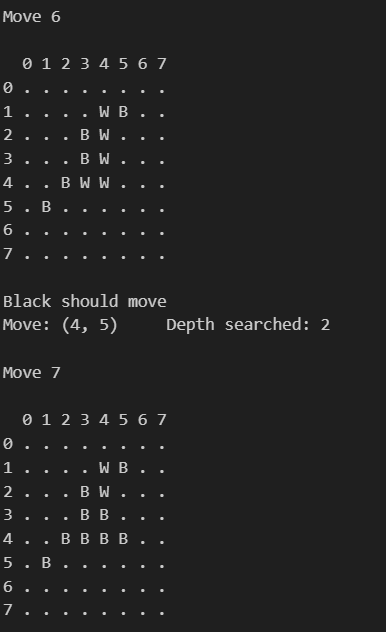 Move 6
  0 1 2 3 4 5 6 7
0 . . . . . . . .
1 . . . . W B . .
2 . . . B W . . .
3 . . . B W . . .
4 . . B W W . . .
5 . B . . . . . .
6 . . . . . . . .
7 . . . . . . . .
Black should move
Move: (4, 5)     Depth searched: 2
Move 7
  0 1 2 3 4 5 6 7
0 . . . . . . . .
1 . . . . W B . .
2 . . . B W . . .
3 . . . B B . . .
4 . . B B B B . .
5 . B . . . . . .
6 . . . . . . . .
7 . . . . . . . .